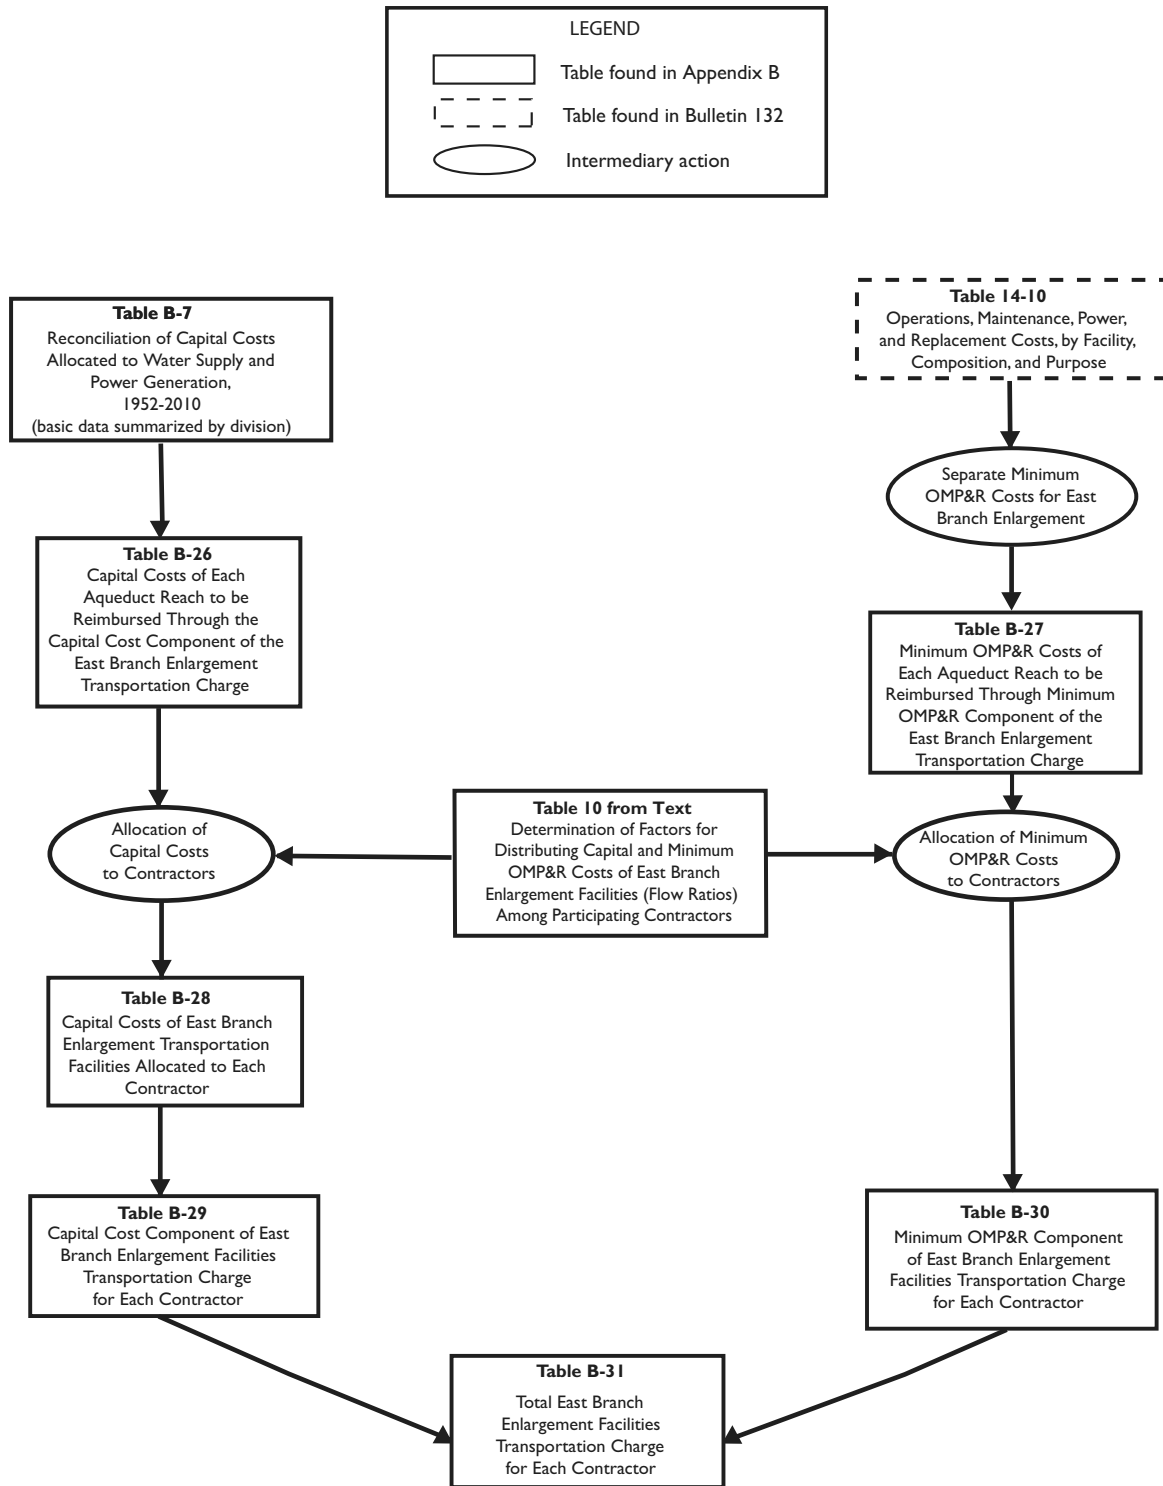 LEGEND
Table found in Appendix B
Table found in Bulletin 132
Intermediary action
Table B-7
Reconciliation of Capital Costs
Allocated to Water Supply and
Power Generation,
1952-2010
(basic data summarized by division)
Table 14-10
Operations, Maintenance, Power,
and Replacement Costs, by Facility,
Composition, and Purpose
Separate Minimum
OMP&R Costs for East
Branch Enlargement
Table B-26
Capital Costs of Each
Aqueduct Reach to be
Reimbursed Through the
Capital Cost Component of the
East Branch Enlargement
Transportation Charge
Table B-27
Minimum OMP&R Costs of
Each Aqueduct Reach to be
Reimbursed Through Minimum
OMP&R Component of the
East Branch Enlargement
Transportation Charge
Allocation of
Capital Costs
to Contractors
Table 10 from Text
Determination of Factors for
Distributing Capital and Minimum
OMP&R Costs of East Branch
Enlargement Facilities (Flow Ratios)
Among Participating Contractors
Allocation of Minimum
OMP&R Costs
to Contractors
Table B-28
Capital Costs of East Branch
Enlargement Transportation
Facilities Allocated to Each
Contractor
Table B-29
Capital Cost Component of East
Branch Enlargement Facilities
Transportation Charge
for Each Contractor
Table B-30
Minimum OMP&R Component
of East Branch Enlargement
Facilities Transportation Charge
for Each Contractor
Table B-31
Total East Branch
Enlargement Facilities
Transportation Charge
for Each Contractor